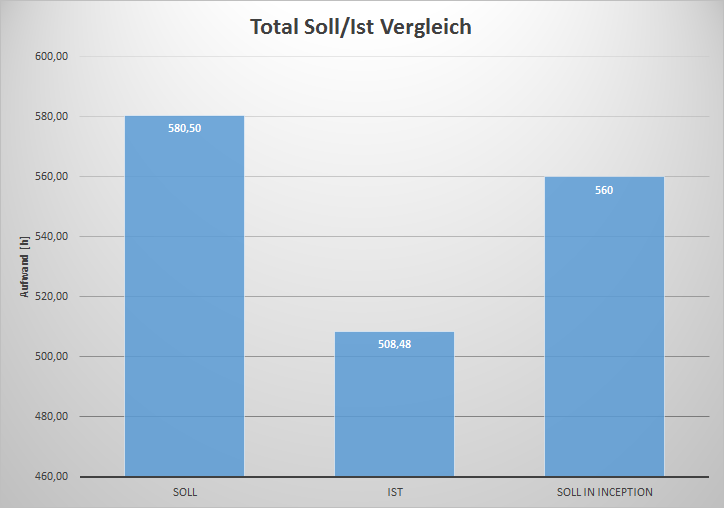 Total Soll/Ist Vergleich
600,00
580,00
560,00
540,00
520,00
500,00
480,00
460,00
Aufwand [h]
580,50
508,48
560
SOLL
IST
SOLL IN INCEPTION